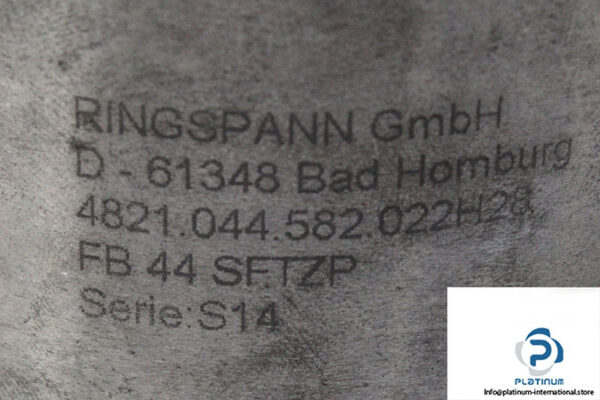 RINGSPANN GmbH
D - 61348 Bad Homburg
4821.044.582.022H28
FB 44 SFTZP
Serie:S14
PLATINUM
Info@platinum-international.store